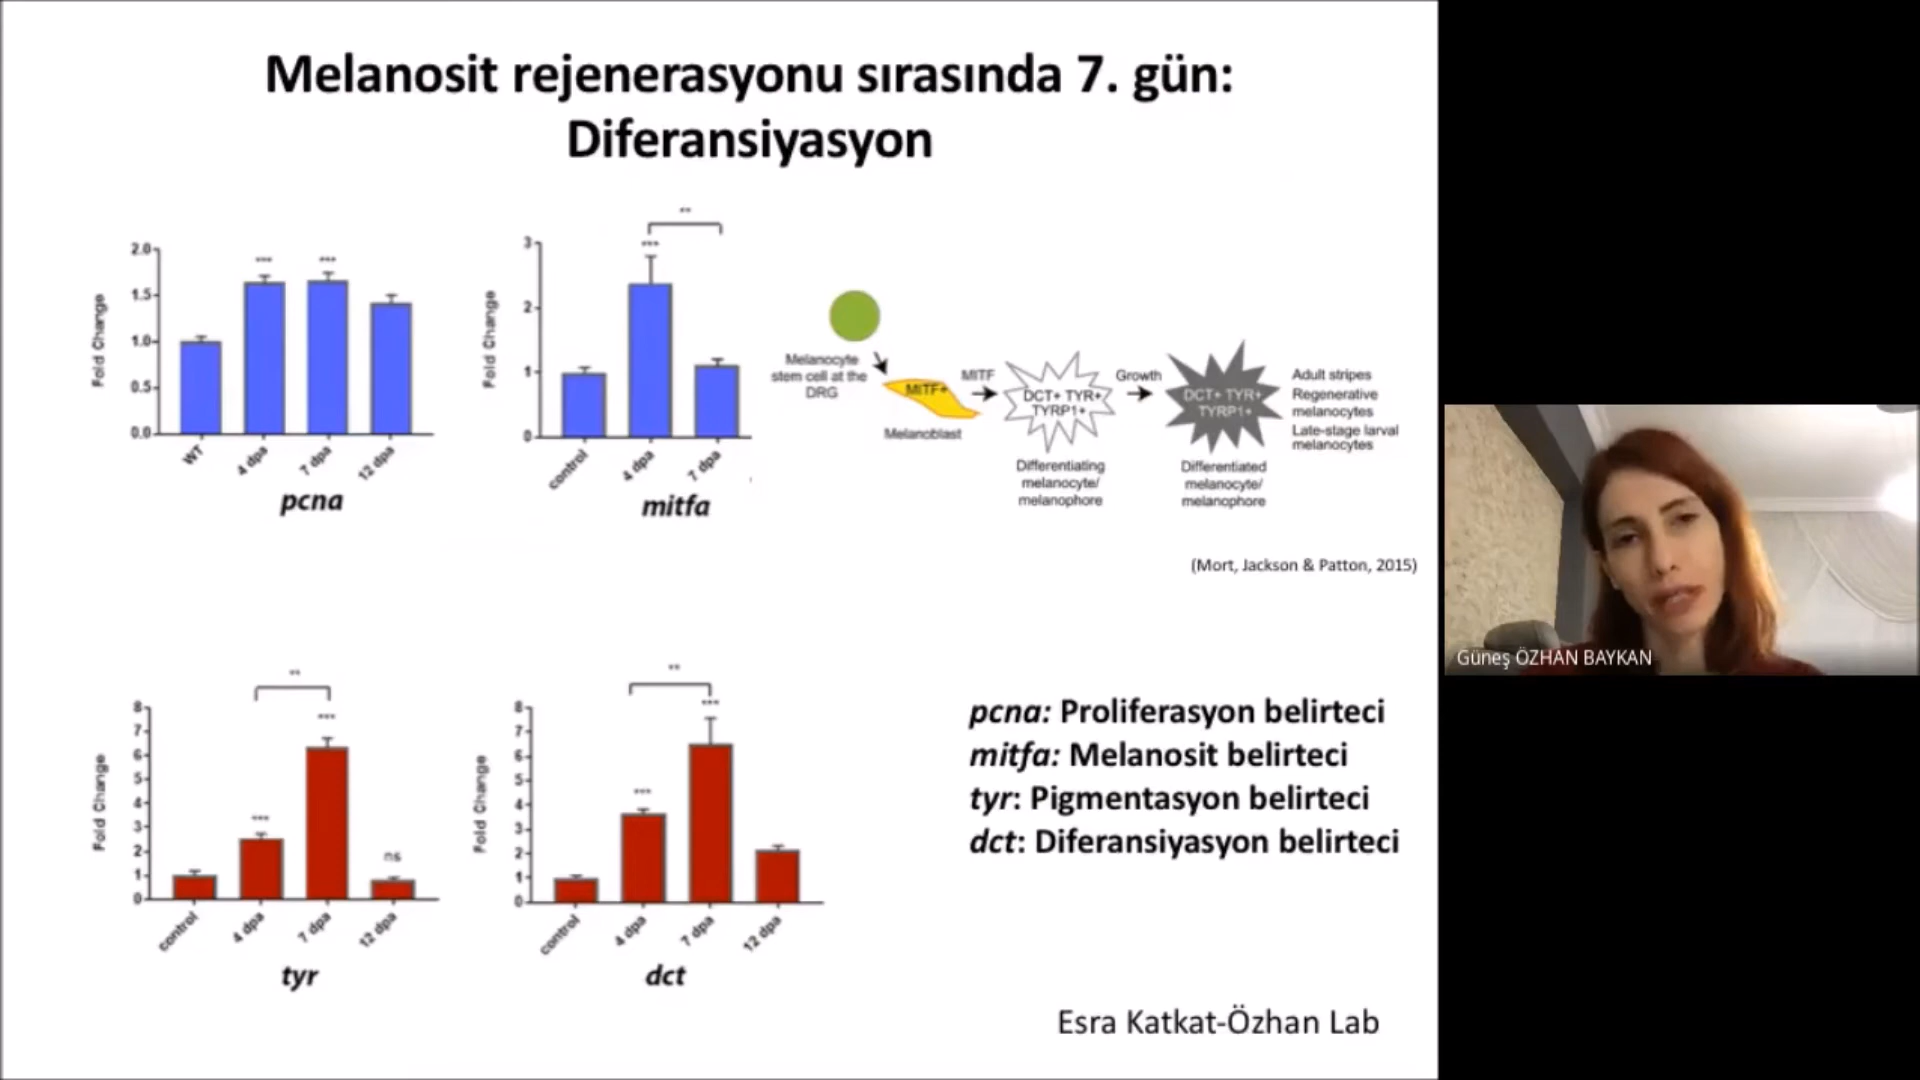 Melanosit rejenerasyonu sırasında 7. gün:
Diferansiyasyon
Fold Change
2.0
1.5
1.0
0.5
0.0
***
***
WT
4 dpa
7 dpa
12 dpa
pcna
Fold Change
3
2
1
0
**
***
control
4 dpa
7 dpa
mitfa
Melanocyte
stem cell at the
DRG
MITF+
Melanoblast
MITF
DCT+ TYR+
TYRP1+
Differentiating
melanocyte/
melanophore
Growth
DCT+ TYR+
TYRP1+
Differentiated
melanocyte/
melanophore
Adult stripes
Regenerative
melanocytes
Late-stage larval
melanocytes
(Mort, Jackson & Patton, 2015)
Güneş ÖZHAN BAYKAN
Fold Change
8
7
6
5
4
3
2
1
0
**
***
***
ns
control
4 dpa
7 dpa
12 dpa
tyr
Fold Change
8
7
6
5
4
3
2
1
0
**
***
***
control
4 dpa
7 dpa
12 dpa
dct
pcna: Proliferasyon belirteci
mitfa: Melanosit belirteci
tyr: Pigmentasyon belirteci
dct: Diferansiyasyon belirteci
Esra Katkat-Özhan Lab